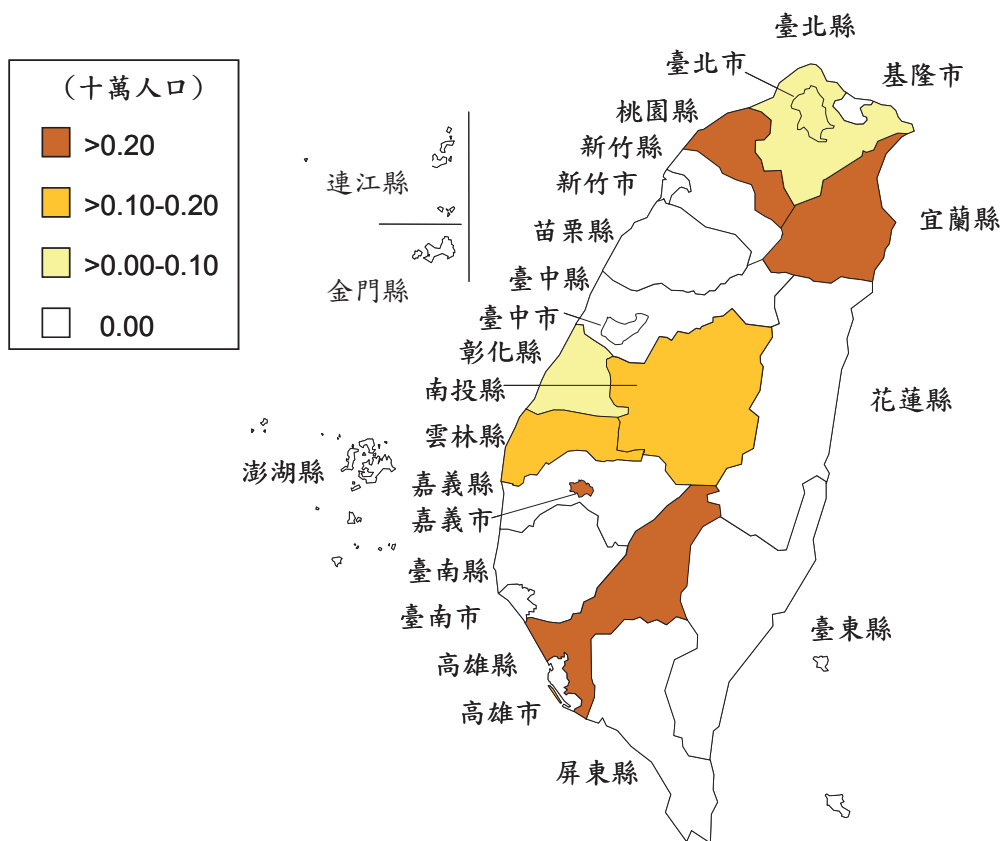 (十萬人口)
>0.20
>0.10-0.20
>0.00-0.10
0.00
臺北縣
臺北市
基隆市
桃園縣
新竹縣
新竹市
宜蘭縣
苗栗縣
臺中縣
臺中市
彰化縣
南投縣
花蓮縣
雲林縣
嘉義縣
嘉義市
臺南縣
臺南市
臺東縣
高雄縣
高雄市
屏東縣
連江縣
金門縣
澎湖縣